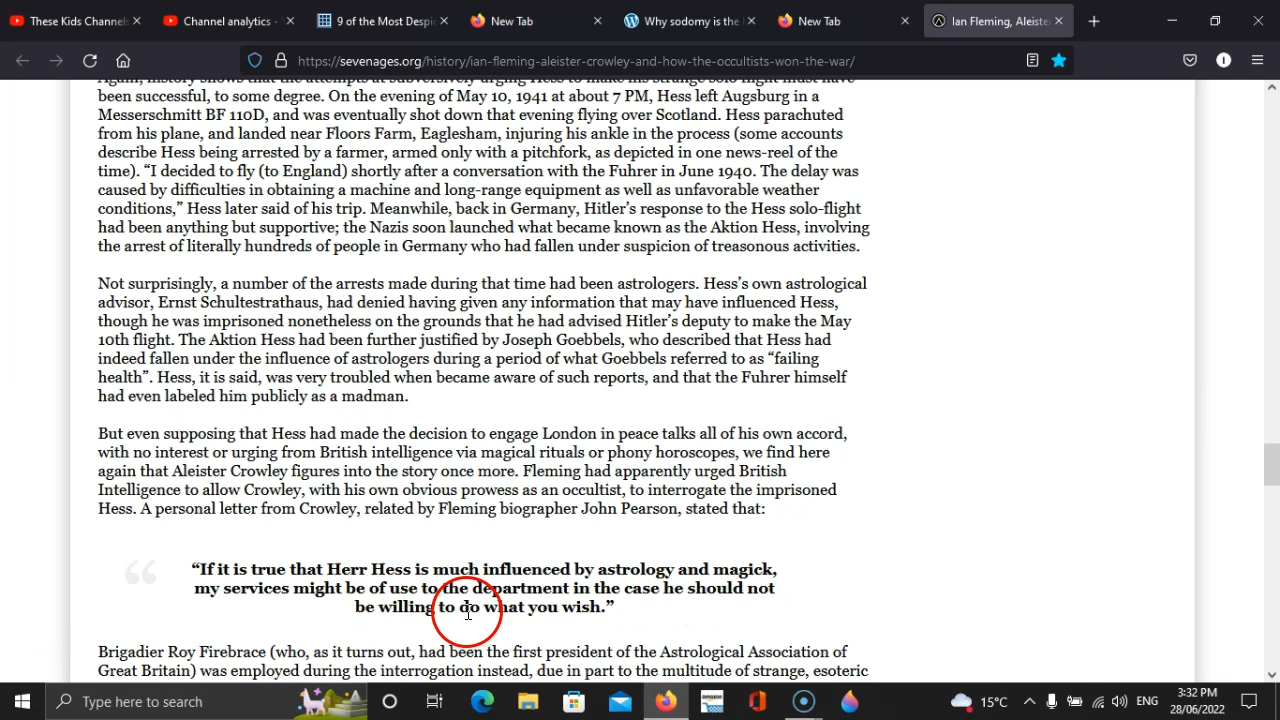 These Kids Channels
Channel analytics -
9 of the Most Despi
New Tab
Why sodomy is the
New Tab
Ian Fleming, Aleister
https://sevenages.org/history/ian-fleming-aleister-crowley-and-how-the-occultists-won-the-war/
Again, history shows that the attempts at subversively urging Hess to make his strange solo flight must have
been successful, to some degree. On the evening of May 10, 1941 at about 7 PM, Hess left Augsburg in a
Messerschmitt BF 110D, and was eventually shot down that evening flying over Scotland. Hess parachuted
from his plane, and landed near Floors Farm, Eaglesham, injuring his ankle in the process (some accounts
describe Hess being arrested by a farmer, armed only with a pitchfork, as depicted in one news-reel of the
time). “I decided to fly (to England) shortly after a conversation with the Fuhrer in June 1940. The delay was
caused by difficulties in obtaining a machine and long-range equipment as well as unfavorable weather
conditions,” Hess later said of his trip. Meanwhile, back in Germany, Hitler’s response to the Hess solo-flight
had been anything but supportive; the Nazis soon launched what became known as the Aktion Hess, involving
the arrest of literally hundreds of people in Germany who had fallen under suspicion of treasonous activities.
Not surprisingly, a number of the arrests made during that time had been astrologers. Hess’s own astrological
advisor, Ernst Schultestrathaus, had denied having given any information that may have influenced Hess,
though he was imprisoned nonetheless on the grounds that he had advised Hitler’s deputy to make the May
10th flight. The Aktion Hess had been further justified by Joseph Goebbels, who described that Hess had
indeed fallen under the influence of astrologers during a period of what Goebbels referred to as “failing
health”. Hess, it is said, was very troubled when became aware of such reports, and that the Fuhrer himself
had even labeled him publicly as a madman.
But even supposing that Hess had made the decision to engage London in peace talks all of his own accord,
with no interest or urging from British intelligence via magical rituals or phony horoscopes, we find here
again that Aleister Crowley figures into the story once more. Fleming had apparently urged British
Intelligence to allow Crowley, with his own obvious prowess as an occultist, to interrogate the imprisoned
Hess. A personal letter from Crowley, related by Fleming biographer John Pearson, stated that:
“If it is true that Herr Hess is much influenced by astrology and magick,
my services might be of use to the department in the case he should not
be willing to do what you wish.”
Brigadier Roy Firebrace (who, as it turns out, had been the first president of the Astrological Association of
Great Britain) was employed during the interrogation instead, due in part to the multitude of strange, esoteric
Type here to search
15°C
ENG
3:32 PM
28/06/2022